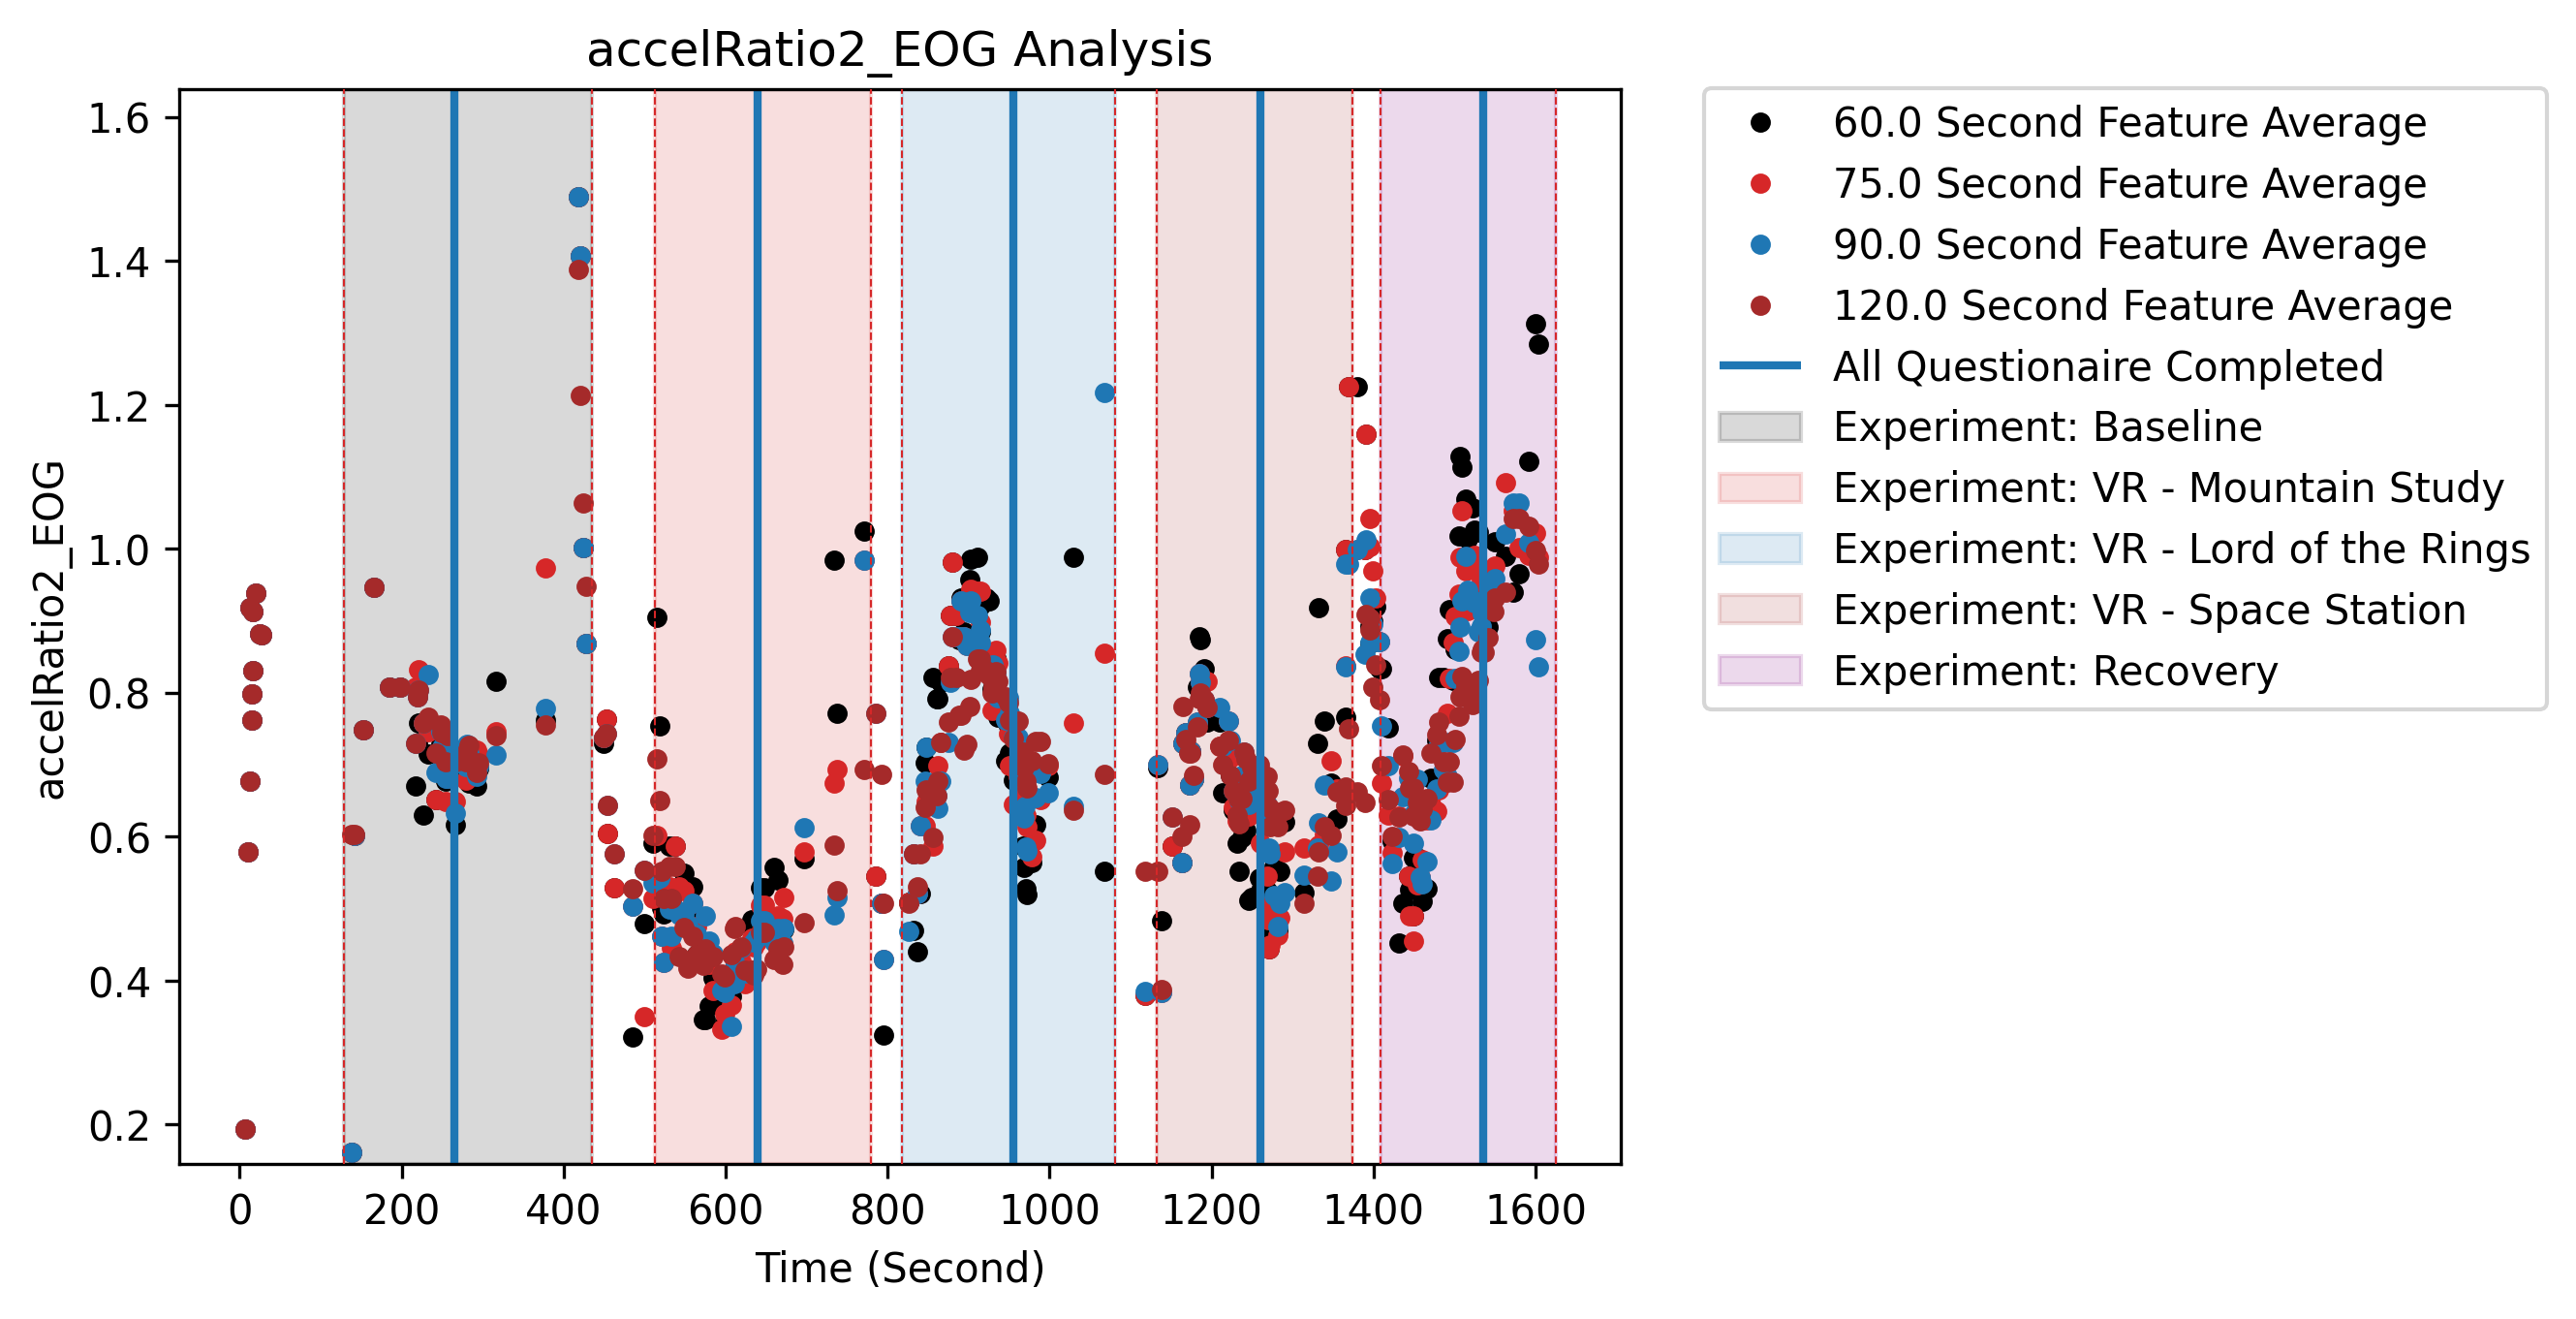 accelRatio2_EOG Analysis
accelRatio2_EOG
1.6
1.4
1.2
1.0
0.8
0.6
0.4
0.2
0 200 400 600 800 1000 1200 1400 1600
Time (Second)
60.0 Second Feature Average
75.0 Second Feature Average
90.0 Second Feature Average
120.0 Second Feature Average
All Questionaire Completed
Experiment: Baseline
Experiment: VR - Mountain Study
Experiment: VR - Lord of the Rings
Experiment: VR - Space Station
Experiment: Recovery